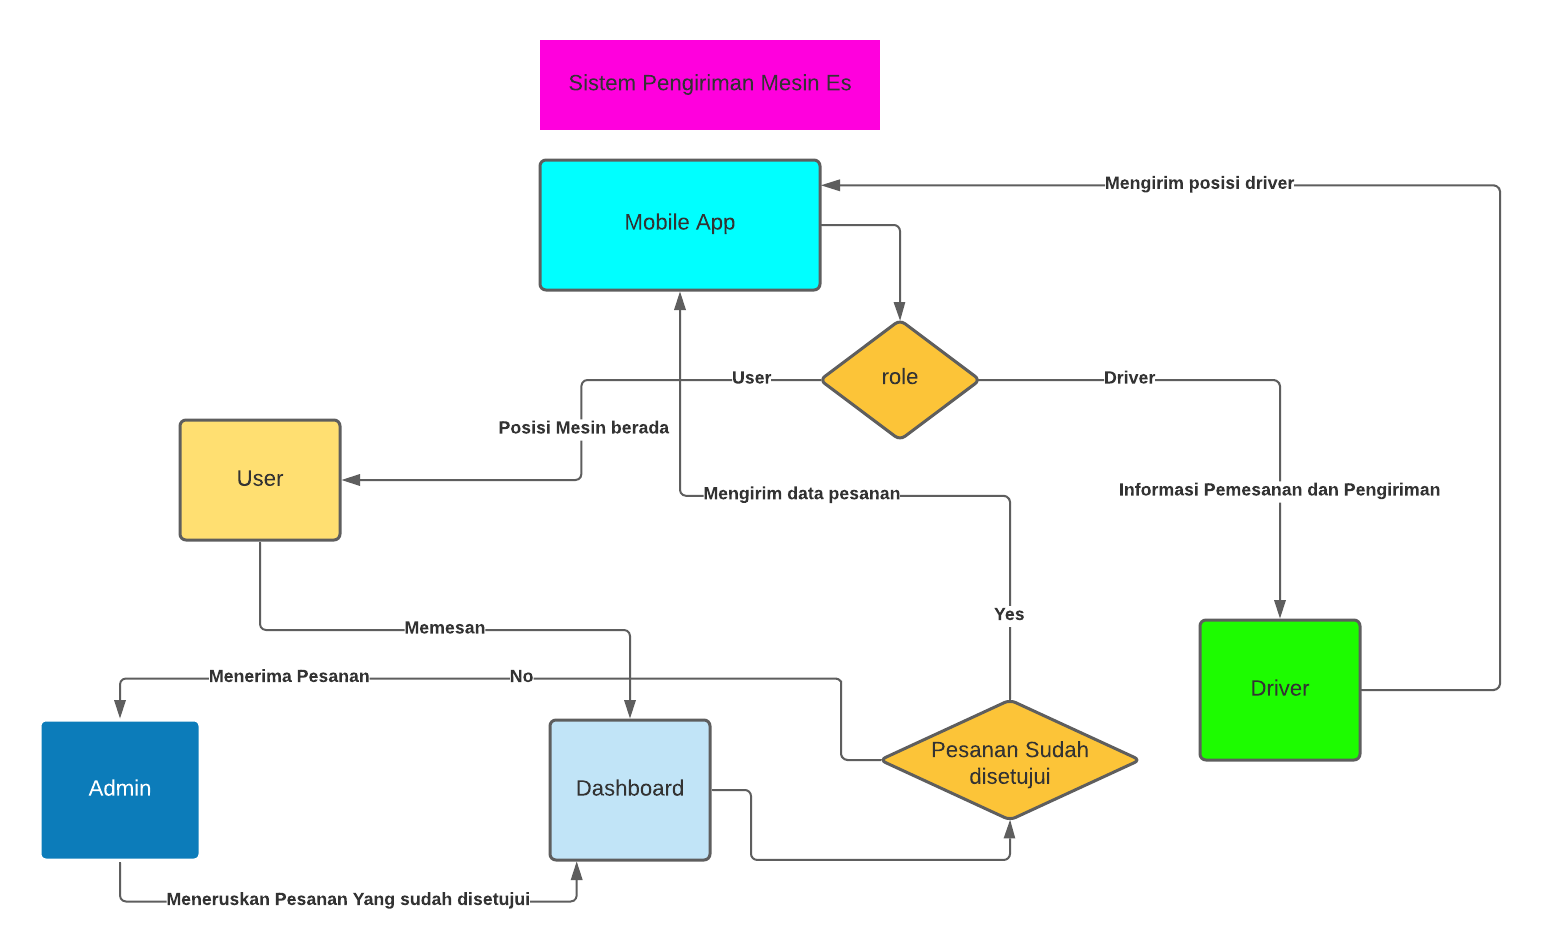 Sistem Pengiriman Mesin Es
Mengirim posisi driver
Mobile App
role
User
Driver
Posisi Mesin berada
User
Mengirim data pesanan
Informasi Pemesanan dan Pengiriman
Yes
Memesan
Menerima Pesanan
No
Driver
Pesanan Sudah
disetujui
Admin
Dashboard
Meneruskan Pesanan Yang sudah disetujui